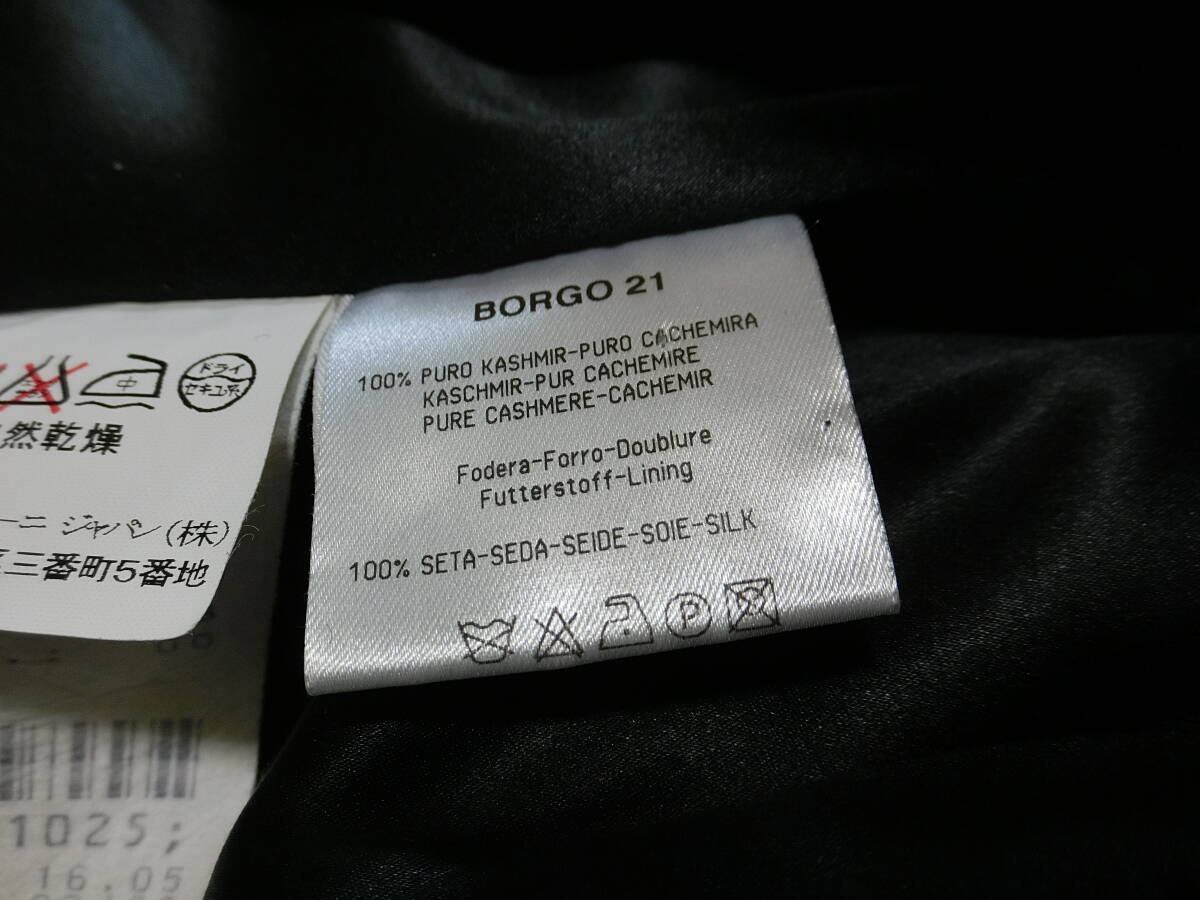 BORGO 21
100% PURO KASHMIR-PURO CACHEMIRA
KASCHMIR-PUR CACHEMIRE
PURE CASHMERE-CACHEMIR
Fodera-Forro-Doublure
Futterstoff-Lining
100% SETA-SEDA-SEIDE-SOIE-SILK
P
中
ドライ
セキユ系
然乾燥
ーニ ジャパン(株)
三番町5番地
1025;
16.05